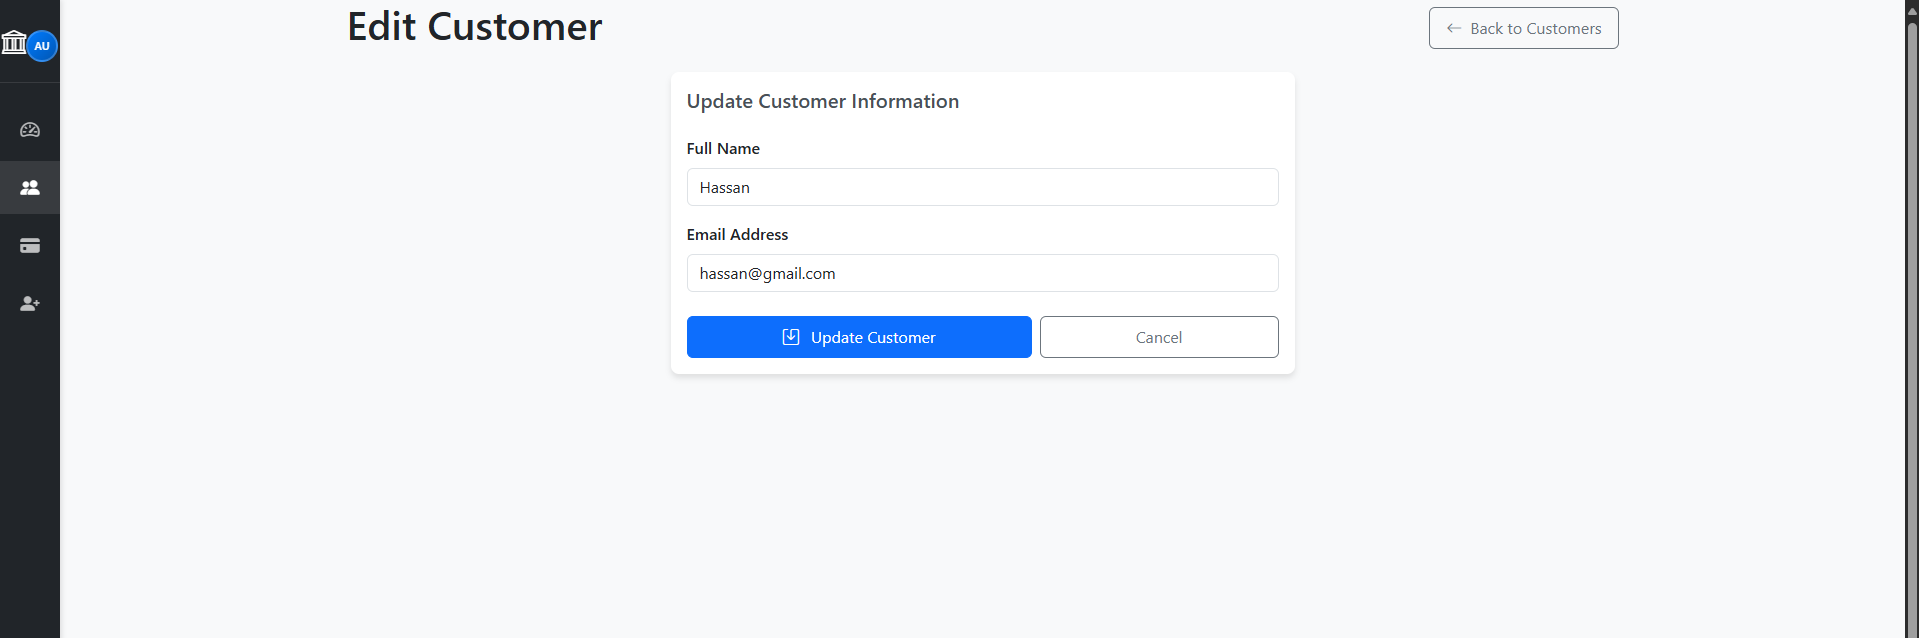 AU
Edit Customer
Back to Customers
Update Customer Information
Full Name
Hassan
Email Address
hassan@gmail.com
Update Customer
Cancel